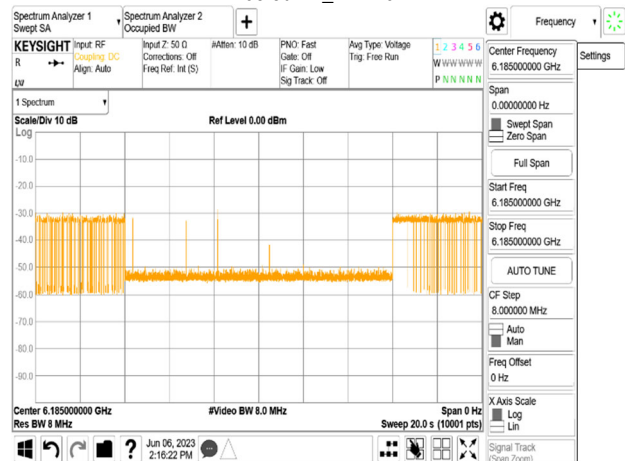 Spectrum Analyzer 1
Swept SA
Spectrum Analyzer 2
Occupied BW
+
Frequency
KEYSIGHT
R
Input: RF
Coupling: DC
Align: Auto
Input Z: 50 Ω
Corrections: Off
Freq Ref: Int (S)
#Atten: 10 dB
PNO: Fast
Gate: Off
IF Gain: Low
Sig Track: Off
Avg Type: Voltage
Trig: Free Run
1 2 3 4 5 6
W W W W W W
P N N N N N
Center Frequency
6.185000000 GHz
Settings
Span
0.00000000 Hz
Swept Span
Zero Span
Full Span
Start Freq
6.185000000 GHz
Stop Freq
6.185000000 GHz
AUTO TUNE
CF Step
8.000000 MHz
Auto
Man
Freq Offset
0 Hz
X Axis Scale
Log
Lin
Signal Track
(Span Zoom)
1 Spectrum
Scale/Div 10 dB
Ref Level 0.00 dBm
Log
-10.0
-20.0
-30.0
-40.0
-50.0
-60.0
-70.0
-80.0
-90.0
Center 6.185000000 GHz
#Video BW 8.0 MHz
Span 0 Hz
Res BW 8 MHz
Sweep 20.0 s (10001 pts)
?
Jun 06, 2023
2:16:22 PM